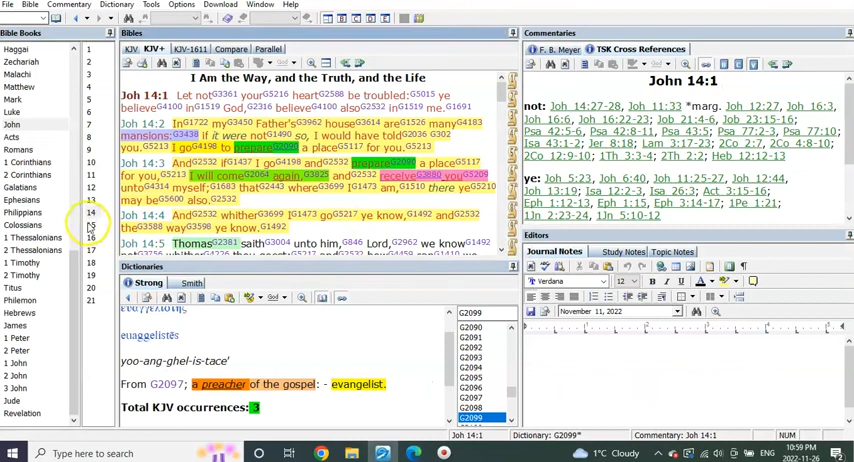 File View Bible Commentary Dictionary Tools Options Download Window Help
Bible Books
Haggai
Zechariah
Malachi
Matthew
Mark
Luke
John
Acts
Romans
1 Corinthians
2 Corinthians
Galatians
Ephesians
Philippians
Colossians
1 Thessalonians
2 Thessalonians
1 Timothy
2 Timothy
Titus
Philemon
Hebrews
James
1 Peter
2 Peter
1 John
2 John
3 John
Jude
Revelation
1
2
3
4
5
6
7
8
9
10
11
12
13
14
15
16
17
18
19
20
21
Bibles
KJV KJV+ KJV-1611 Compare Parallel
I Am the Way, and the Truth, and the Life
Joh 14:1 Let not G3361 your G5216 heart G2588 be troubled: G5015 ye
believe G4100 in G1519 God, G2316 believe G4100 also G2532 in G1519 me. G1691
Joh 14:2 In G1722 my G3450 Father's G3962 house G3614 are G1526 many G4183
mansions: G3438 if it were not G1490 so, I would have told G2036 G302
you. G5213 I go G4198 to prepare G2090 a place G5117 for you. G5213
Joh 14:3 And G2532 if G1437 I go G4198 and G2532 prepare G2090 a place G5117
for you, G5213 I will come G2064 again, G3825 and G2532 receive G3880 you G5209
unto G4314 myself; G1683 that G2443 where G3699 I G1473 am, G1510 there ye G5210
may be G5600 also. G2532
Joh 14:4 And G2532 whither G3699 I G1473 go G5217 ye know, G1492 and G2532
the G3588 way G3598 ye know. G1492
Joh 14:5 Thomas G2381 saith G3004 unto him, G846 Lord, G2962 we know G1492
Dictionaries
Strong Smith
εὐαγγελιστής
euaggelistēs
yoo-ang-ghel-is-tace'
From G2097; a preacher of the gospel: - evangelist.
Total KJV occurrences: 3
G2099
G2090
G2091
G2092
G2093
G2094
G2095
G2096
G2097
G2098
G2099
Commentaries
F. B. Meyer TSK Cross References
John 14:1
not: Joh 14:27-28, Joh 11:33 *marg. Joh 12:27, Joh 16:3,
Joh 16:6, Joh 16:22-23; Job 21:4-6, Job 23:15-16;
Psa 42:5-6, Psa 42:8-11, Psa 43:5; Psa 77:2-3, Psa 77:10;
Isa 43:1-2; Jer 8:18; Lam 3:17-23; 2Co 2:7, 2Co 4:8-10;
2Co 12:9-10; 1Th 3:3-4; 2Th 2:2; Heb 12:12-13
ye: Joh 5:23, Joh 6:40, Joh 11:25-27, Joh 12:44,
Joh 13:19; Isa 12:2-3, Isa 26:3; Act 3:15-16;
Eph 1:12-13, Eph 1:15, Eph 3:14-17; 1Pe 1:21;
1Jn 2:23-24, 1Jn 5:10-12
Editors
Journal Notes Study Notes Topic Notes
Verdana 12 B I U
November 11, 2022
1 2 3 4 5
Joh 14:1 Dictionary: G2099* Commentary: Joh 14:1 NUM
Type here to search
1°C Cloudy
ENG
10:59 PM
2022-11-26
2